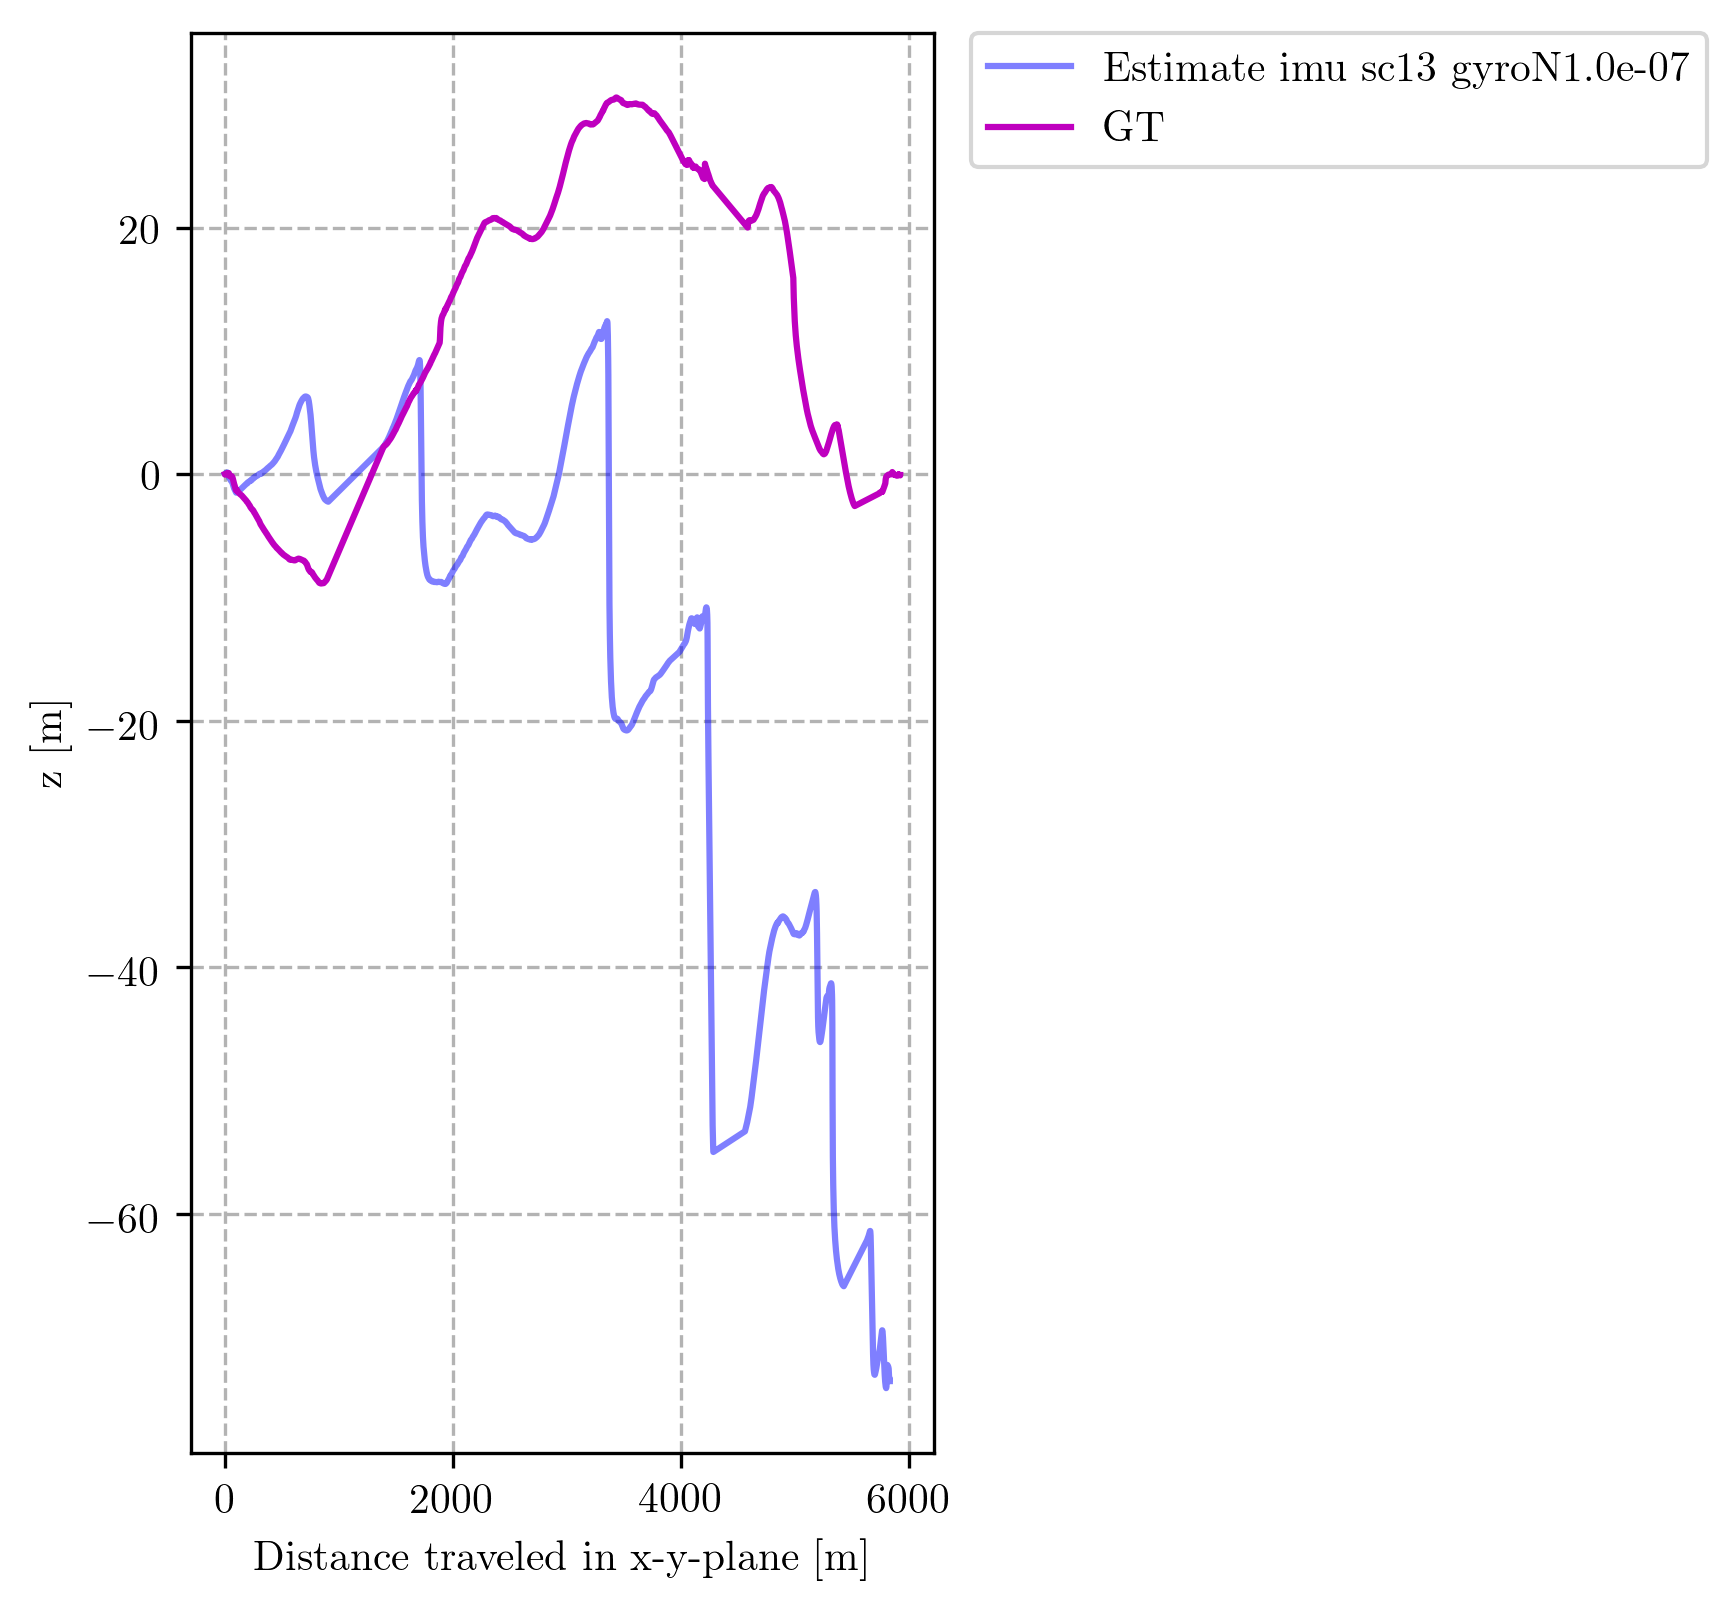 Estimate imu sc13 gyroN1.0e-07
GT
20
0
−20
−40
−60
z [m]
0 2000 4000 6000
Distance traveled in x-y-plane [m]